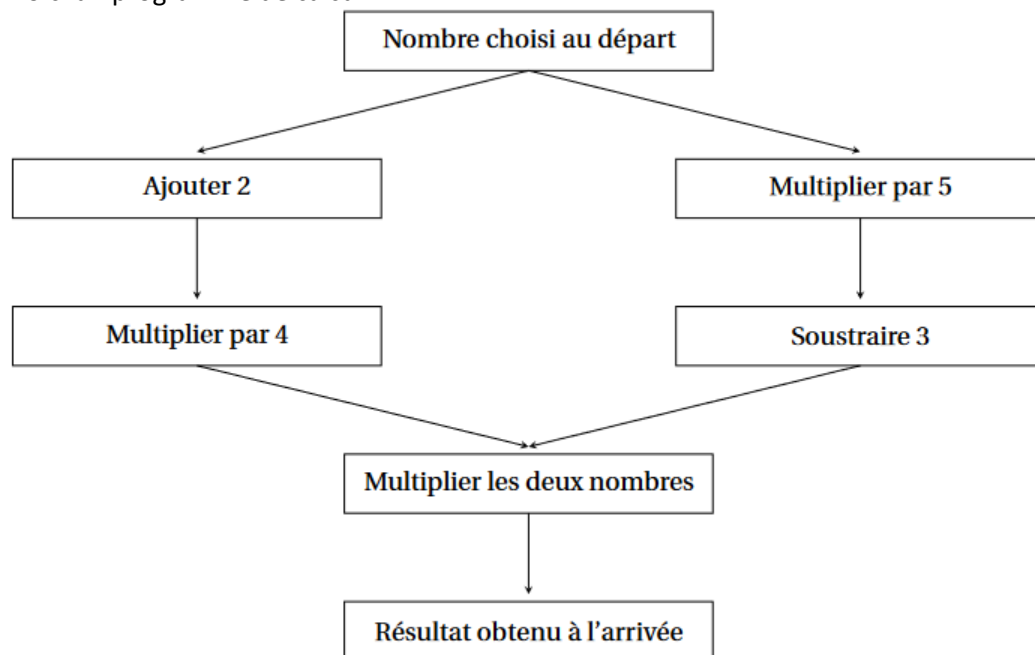 Nombre choisi au départ
Ajouter 2
Multiplier par 5
Multiplier par 4
Soustraire 3
Multiplier les deux nombres
Résultat obtenu à l'arrivée